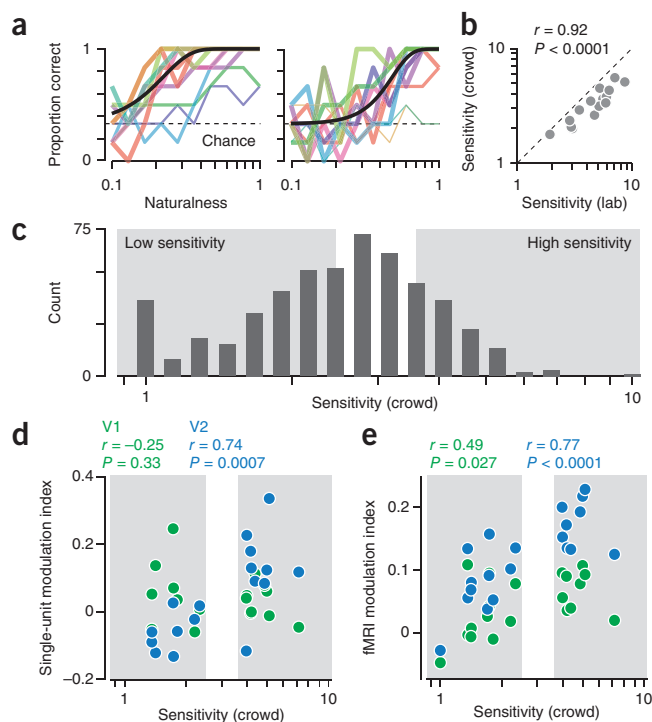 a
Proportion correct
1
0
Chance
0.1
1
0.1
1
Naturalness
b
r = 0.92
P < 0.0001
Sensitivity (crowd)
10
1
1
10
Sensitivity (lab)
c
Count
75
0
Low sensitivity
High sensitivity
1
10
Sensitivity (crowd)
d
V1
r = –0.25
P = 0.33
V2
r = 0.74
P = 0.0007
Single-unit modulation index
0.4
0.2
0
–0.2
1
10
Sensitivity (crowd)
e
r = 0.49
P = 0.027
r = 0.77
P < 0.0001
fMRI modulation index
0.2
0.1
0
1
10
Sensitivity (crowd)